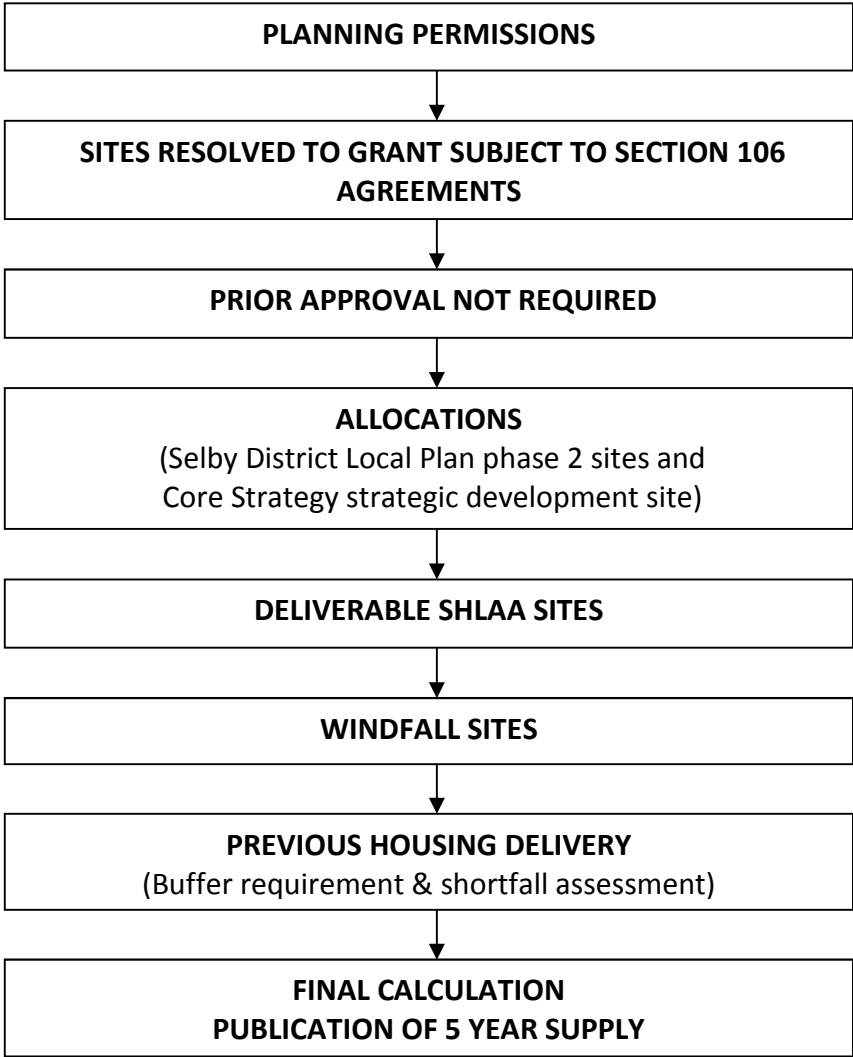 PLANNING PERMISSIONS
SITES RESOLVED TO GRANT SUBJECT TO SECTION 106
AGREEMENTS
PRIOR APPROVAL NOT REQUIRED
ALLOCATIONS
(Selby District Local Plan phase 2 sites and
Core Strategy strategic development site)
DELIVERABLE SHLAA SITES
WINDFALL SITES
PREVIOUS HOUSING DELIVERY
(Buffer requirement & shortfall assessment)
FINAL CALCULATION
PUBLICATION OF 5 YEAR SUPPLY